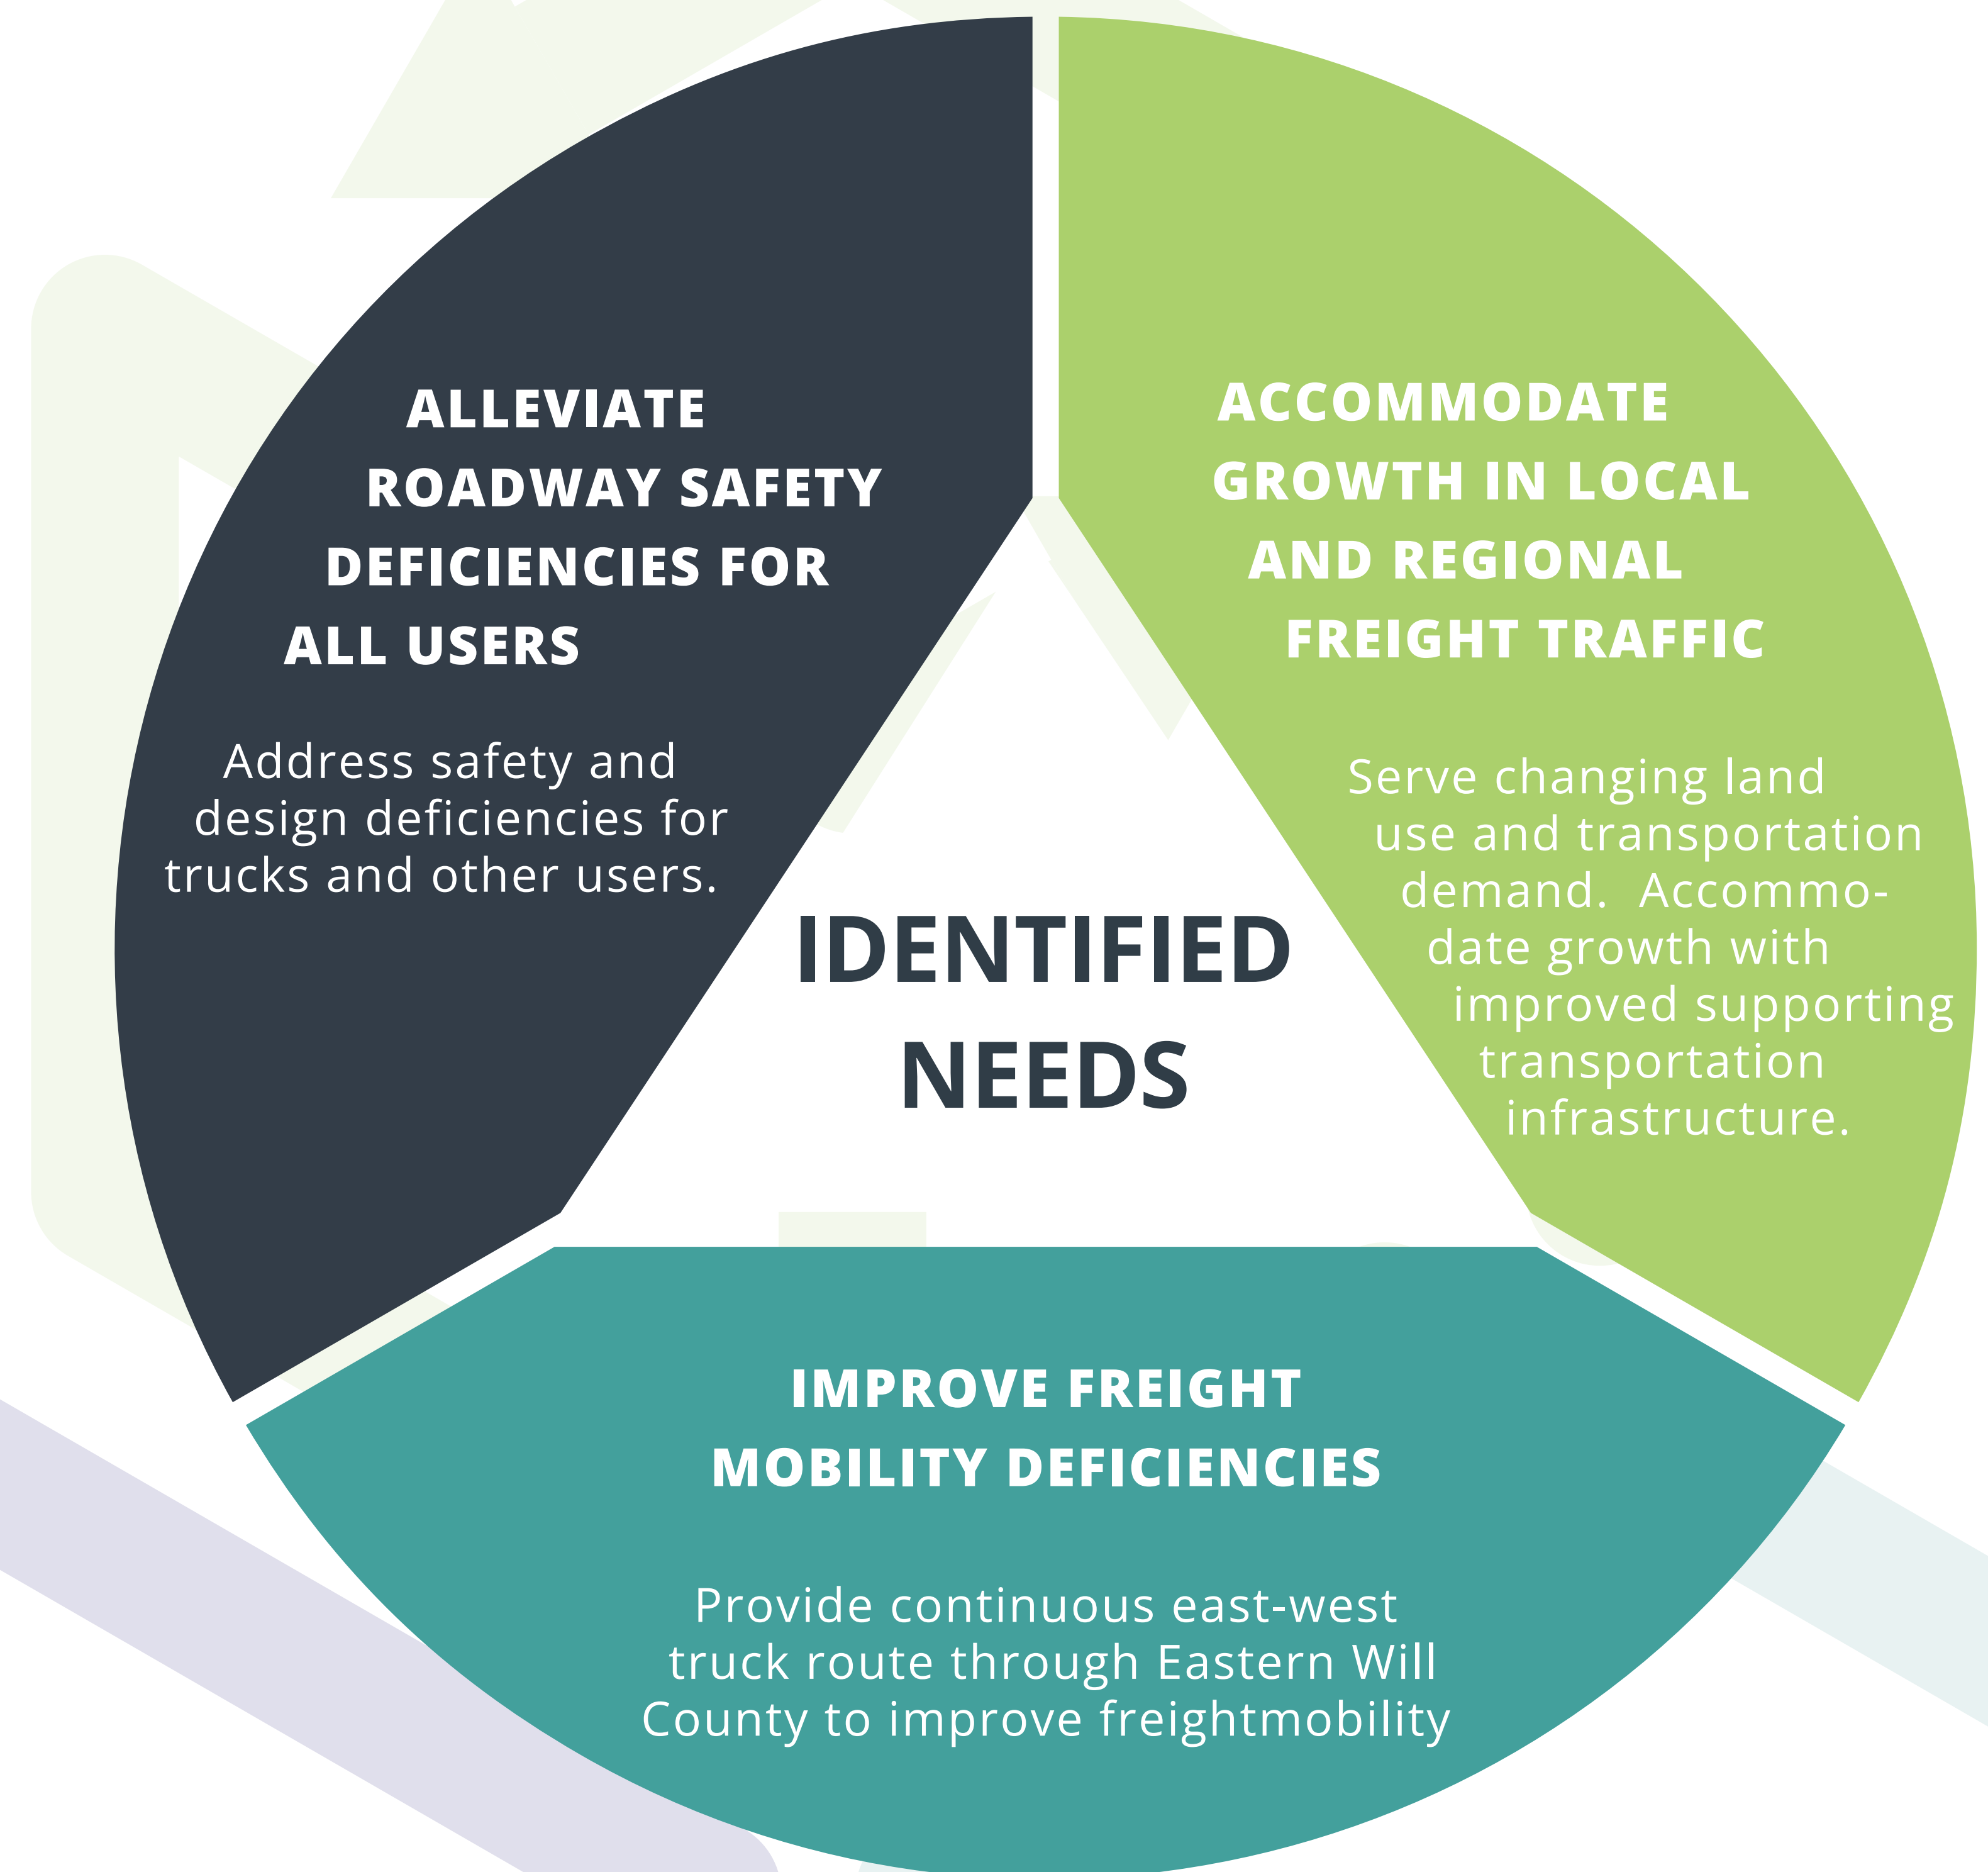 ALLEVIATE
ROADWAY SAFETY
DEFICIENCIES FOR
ALL USERS
Address safety and
design deficiencies for
trucks and other users.
ACCOMMODATE
GROWTH IN LOCAL
AND REGIONAL
FREIGHT TRAFFIC
Serve changing land
use and transportation
demand. Accommo-
date growth with
improved supporting
transportation
infrastructure.
IDENTIFIED
NEEDS
IMPROVE FREIGHT
MOBILITY DEFICIENCIES
Provide continuous east-west
truck route through Eastern Will
County to improve freightmobility